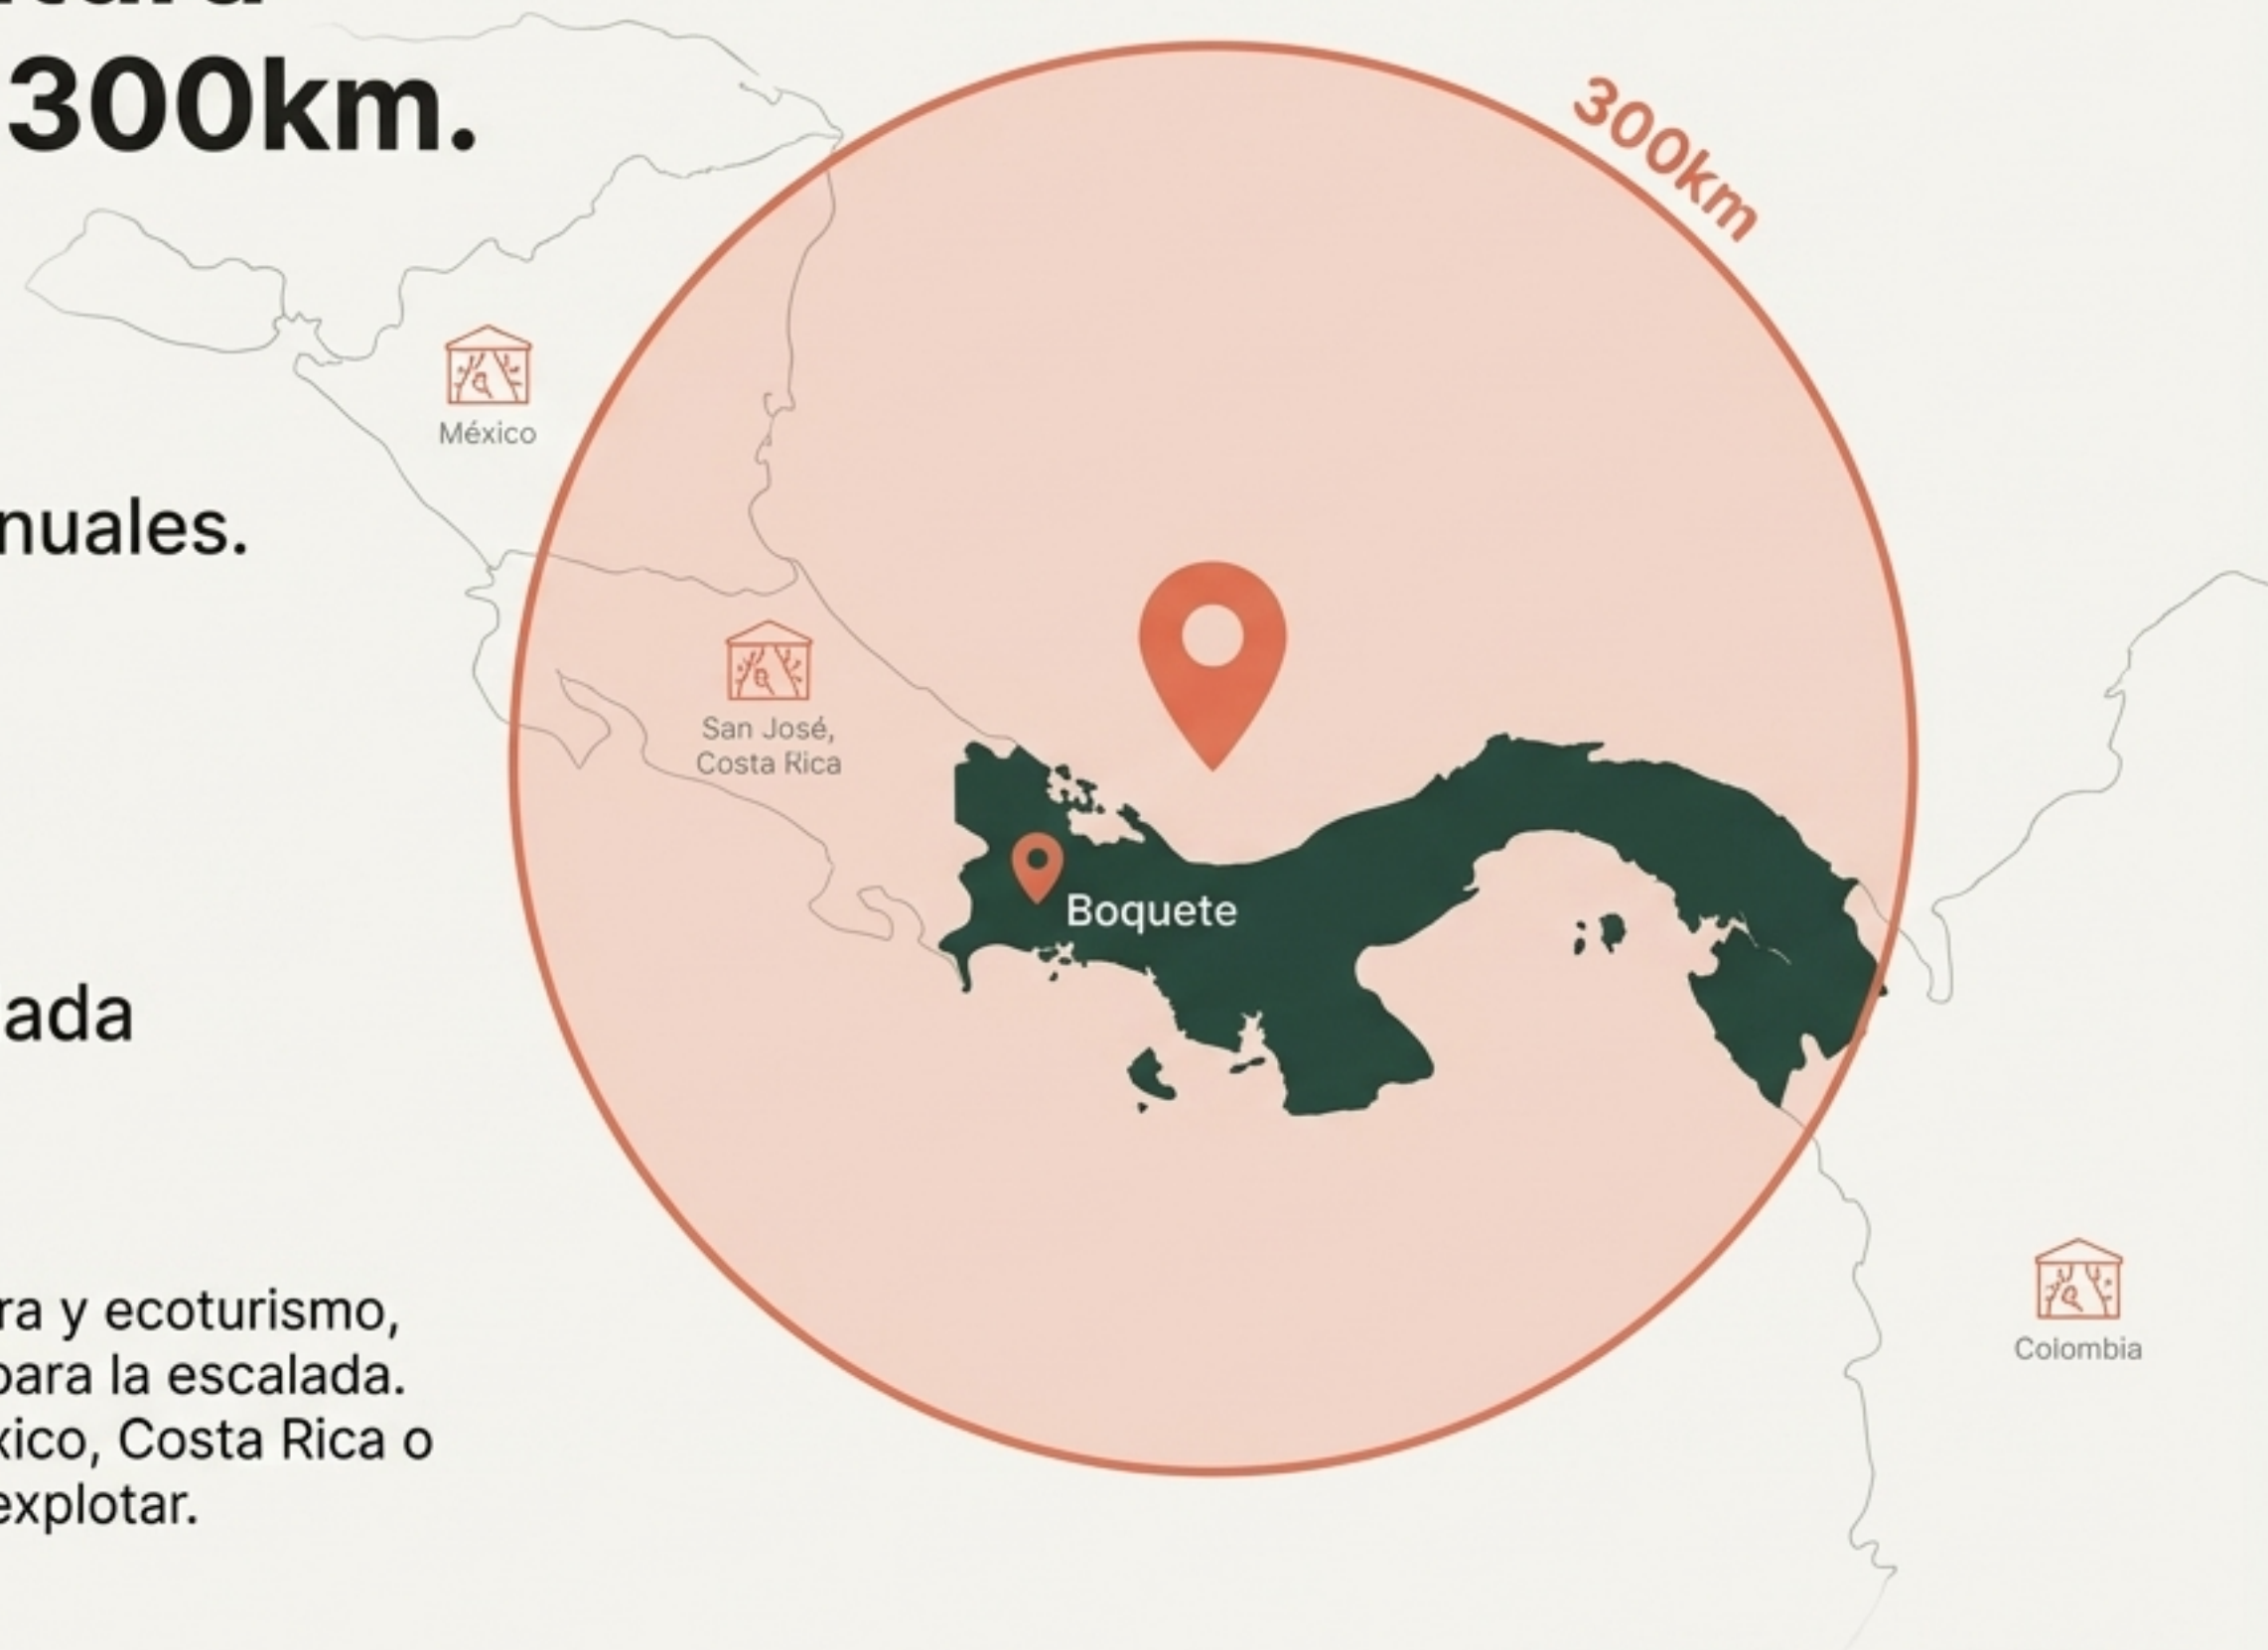 300km.
300km
México
nuales.
San José,
Costa Rica
Boquete
ada
ra y ecoturismo,
para la escalada.
xico, Costa Rica o
explotar.
Colombia